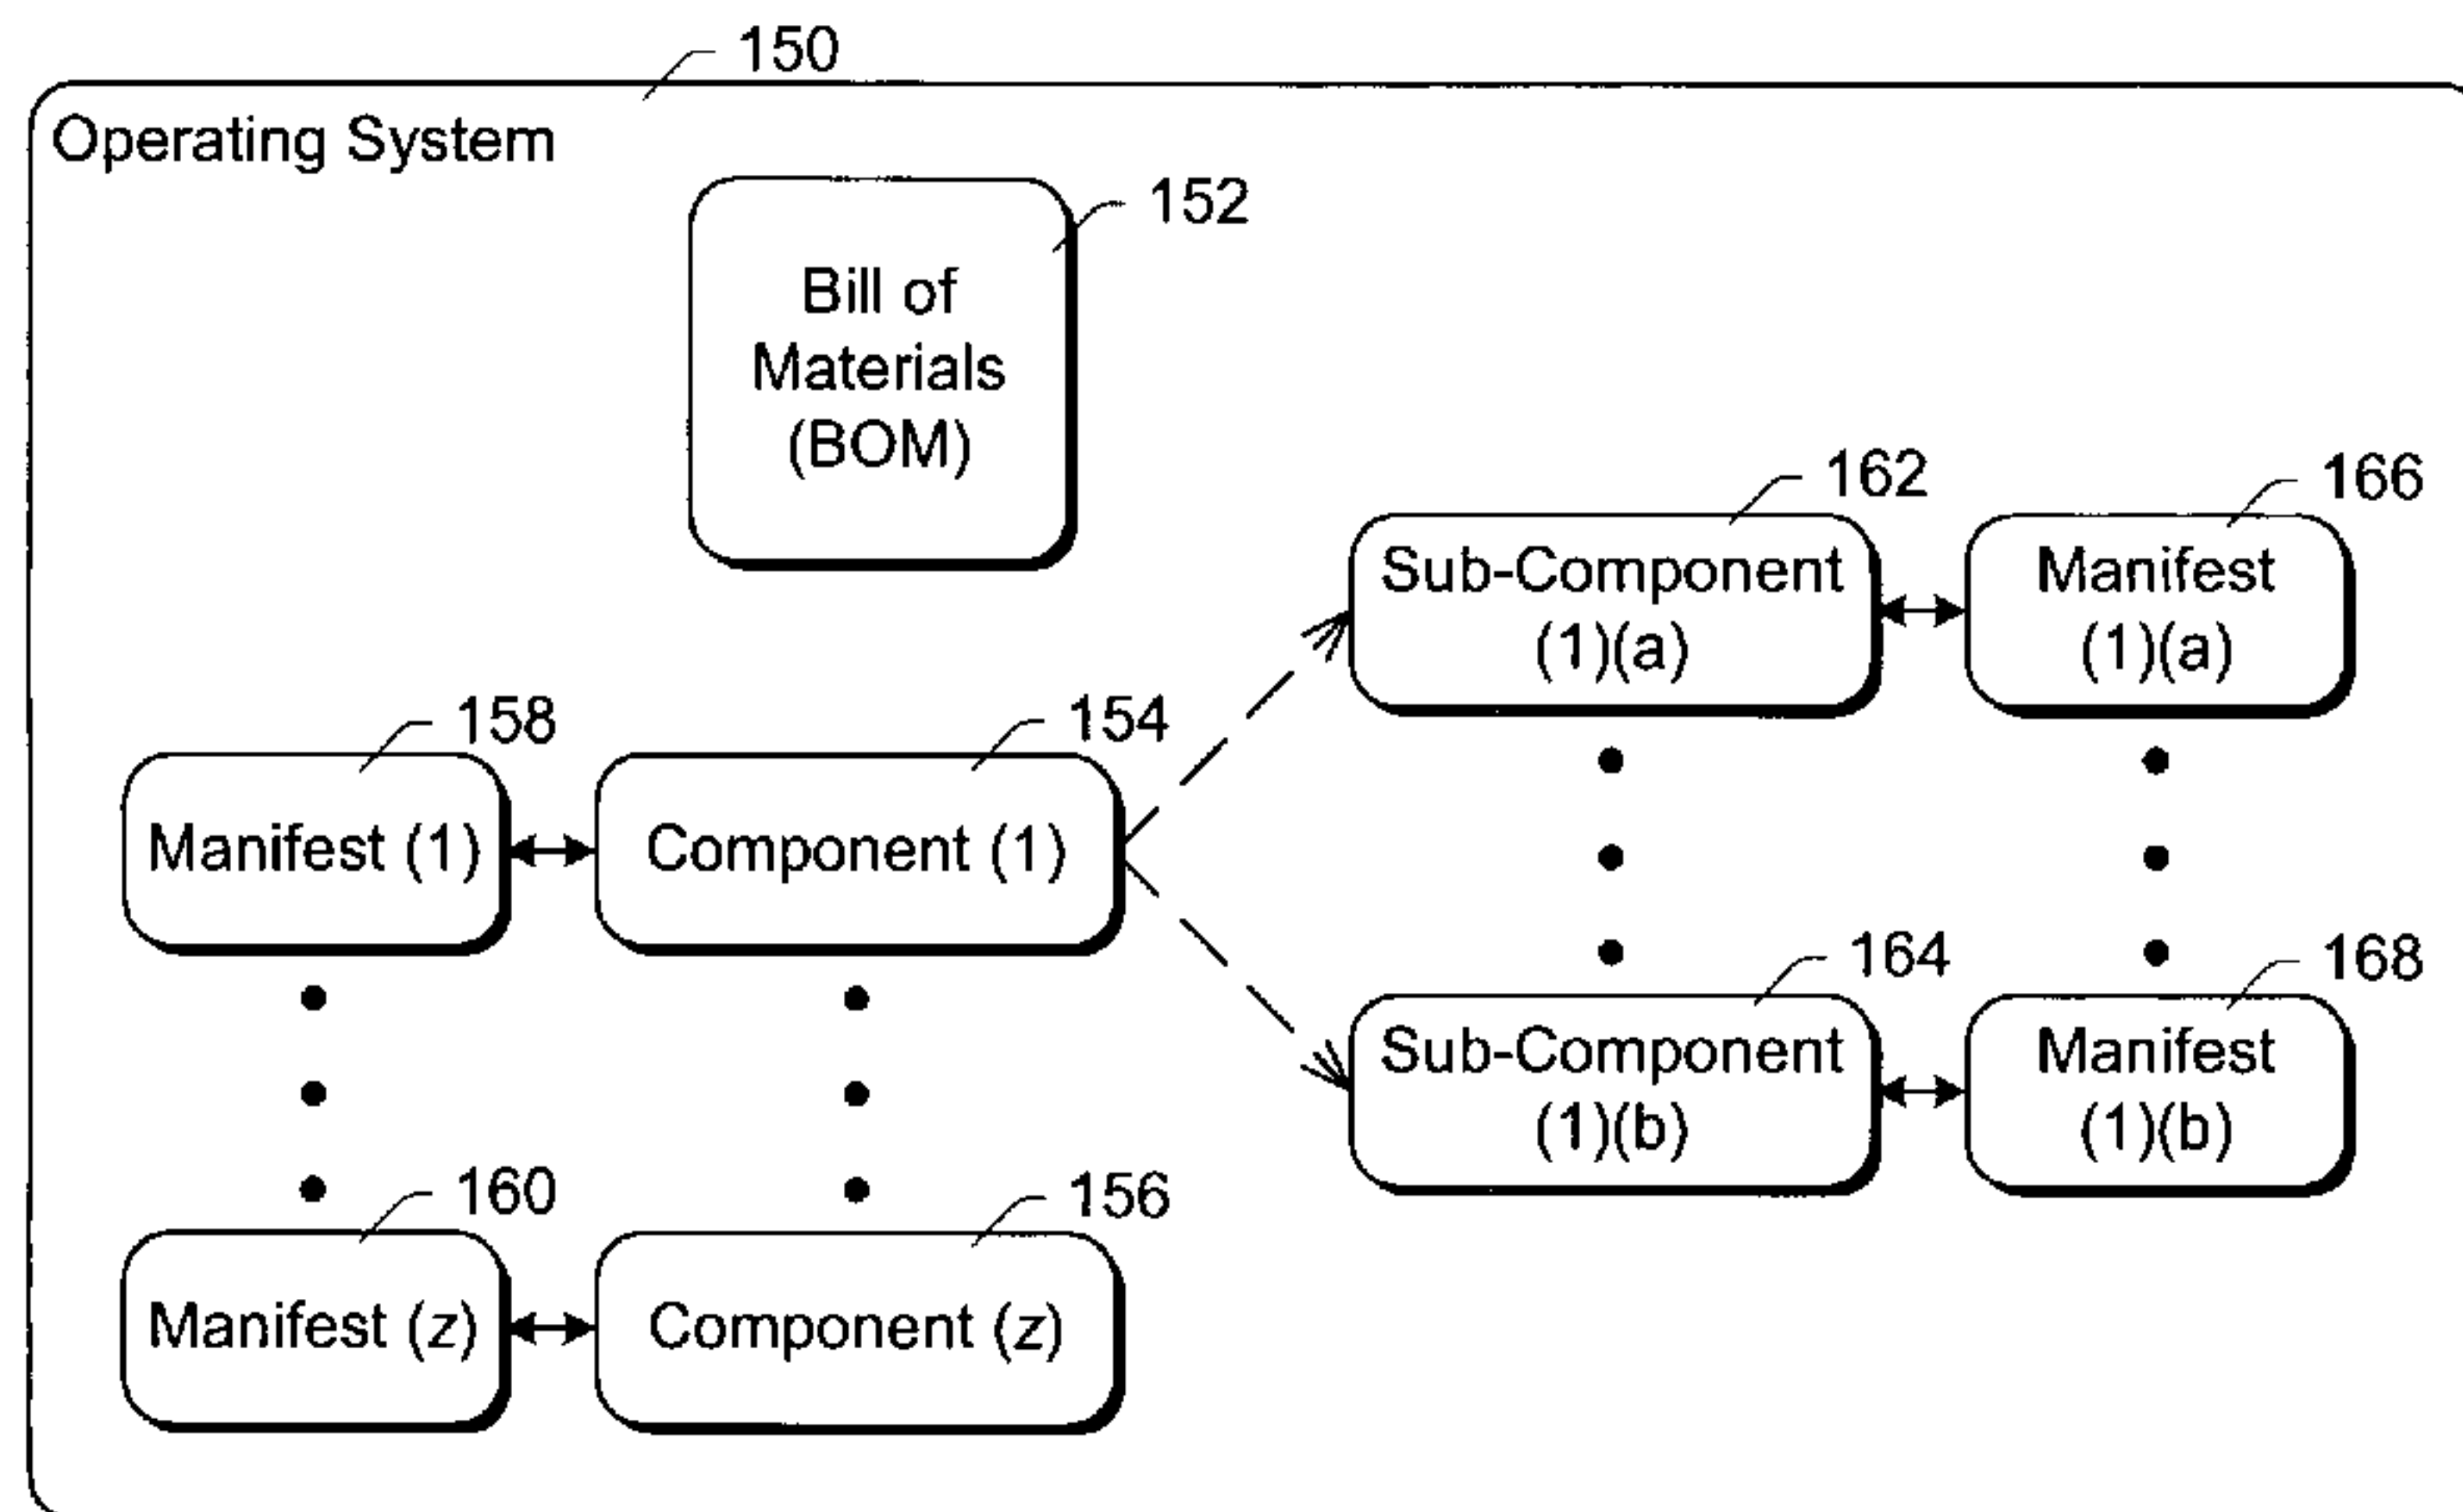 150
Operating System
152
Bill of
Materials
(BOM)
162
166
Sub-Component
(1)(a)
Manifest
(1)(a)
158
154
Manifest (1)
Component (1)
164
168
Sub-Component
(1)(b)
Manifest
(1)(b)
160
156
Manifest (z)
Component (z)